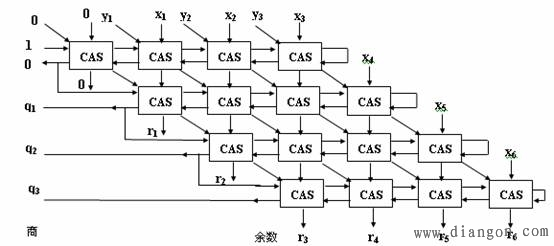 0 0 y1 x1 y2 x2 y3 x3
1 CAS CAS CAS CAS
0 x4
0 CAS CAS CAS CAS
q1 x5
r1 CAS CAS CAS CAS
q2 x6
r2 CAS CAS CAS CAS
q3
商 余数 r3 r4 r5 r6
www.diangon.com